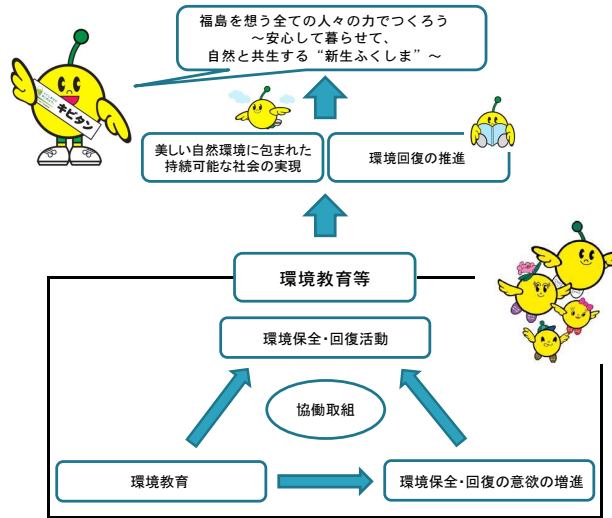 福島を想う全ての人々の力でつくろう
~安心して暮らせて、
自然と共生する“新生ふくしま”~
キビタン
美しい自然環境に包まれた
持続可能な社会の実現
環境回復の推進
環境教育等
環境保全・回復活動
協働取組
環境教育
環境保全・回復の意欲の増進